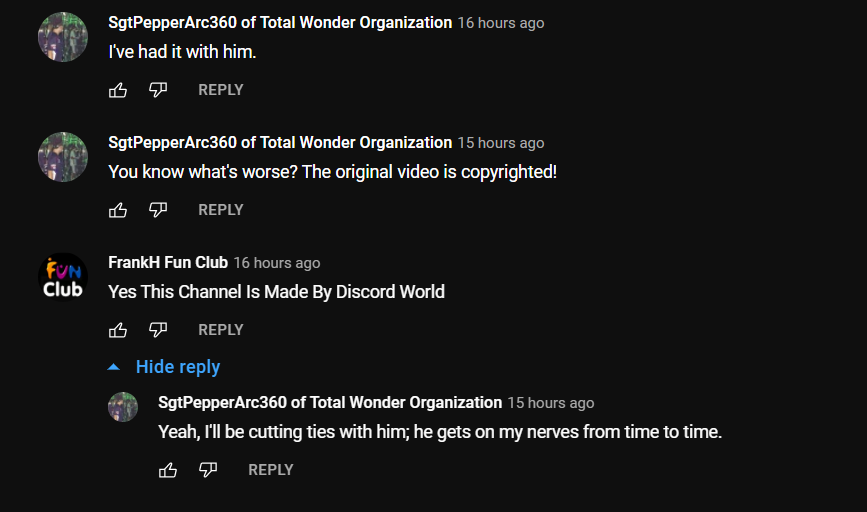 SgtPepperArc360 of Total Wonder Organization 16 hours ago
I've had it with him.
REPLY
SgtPepperArc360 of Total Wonder Organization 15 hours ago
You know what's worse? The original video is copyrighted!
REPLY
FUN
Club
FrankH Fun Club 16 hours ago
Yes This Channel Is Made By Discord World
REPLY
Hide reply
SgtPepperArc360 of Total Wonder Organization 15 hours ago
Yeah, I'll be cutting ties with him; he gets on my nerves from time to time.
REPLY